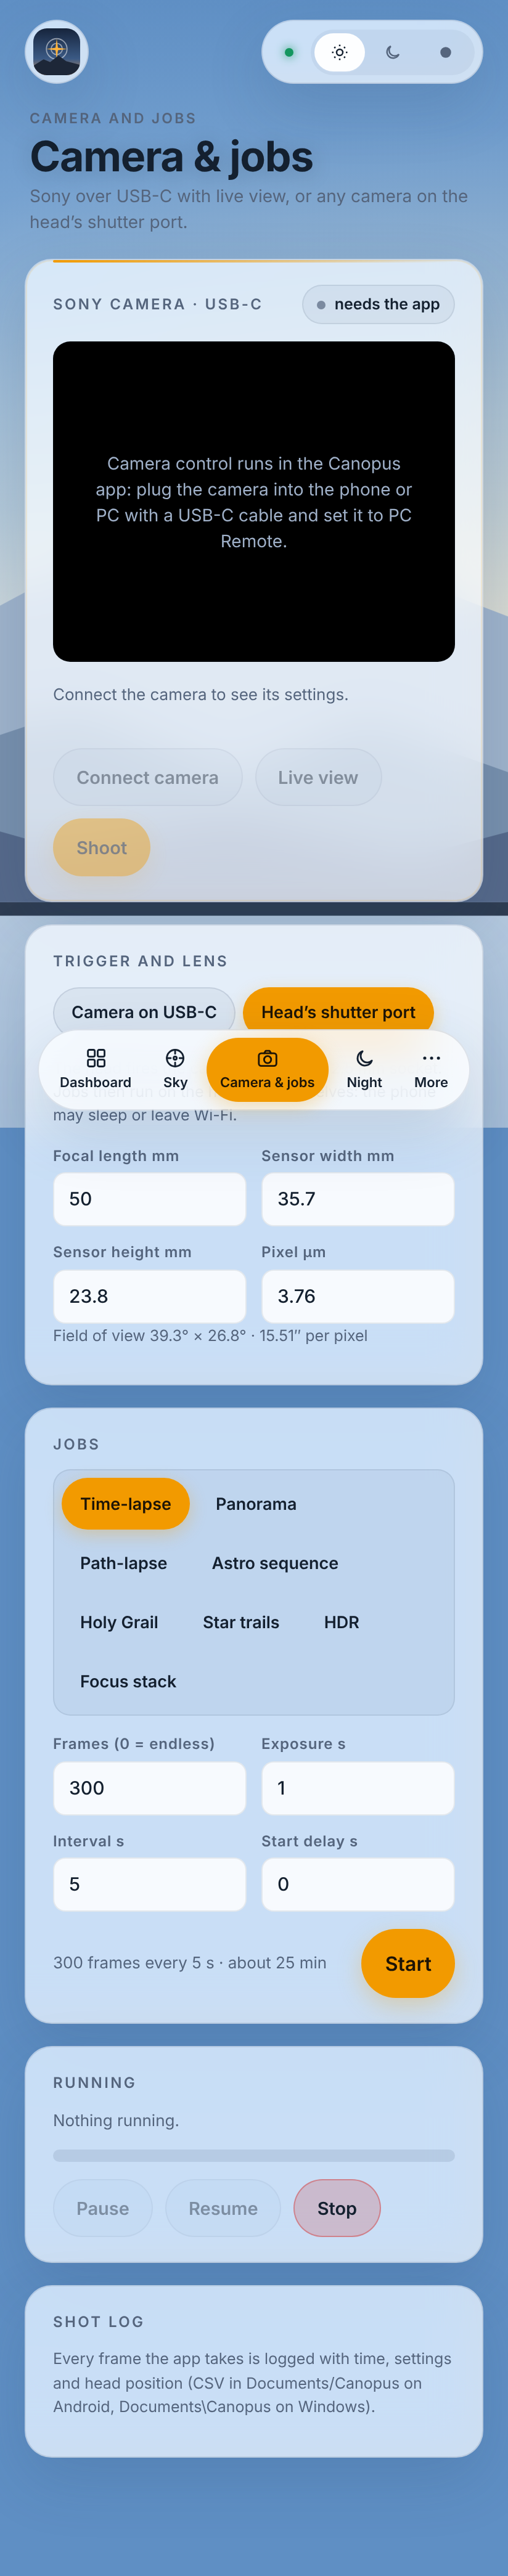 CAMERA AND JOBS
Camera & jobs
Sony over USB-C with live view, or any camera on the
head’s shutter port.
SONY CAMERA · USB-C
needs the app
Camera control runs in the Canopus
app: plug the camera into the phone or
PC with a USB-C cable and set it to PC
Remote.
Connect the camera to see its settings.
Connect camera
Live view
Shoot
TRIGGER AND LENS
Camera on USB-C
Head’s shutter port
Dashboard
Sky
Camera & jobs
Night
More
may sleep or leave Wi-Fi.
Focal length mm
Sensor width mm
50
35.7
Sensor height mm
Pixel µm
23.8
3.76
Field of view 39.3° × 26.8° · 15.51″ per pixel
JOBS
Time-lapse
Panorama
Path-lapse
Astro sequence
Holy Grail
Star trails
HDR
Focus stack
Frames (0 = endless)
Exposure s
300
1
Interval s
Start delay s
5
0
300 frames every 5 s · about 25 min
Start
RUNNING
Nothing running.
Pause
Resume
Stop
SHOT LOG
Every frame the app takes is logged with time, settings
and head position (CSV in Documents/Canopus on
Android, Documents\Canopus on Windows).